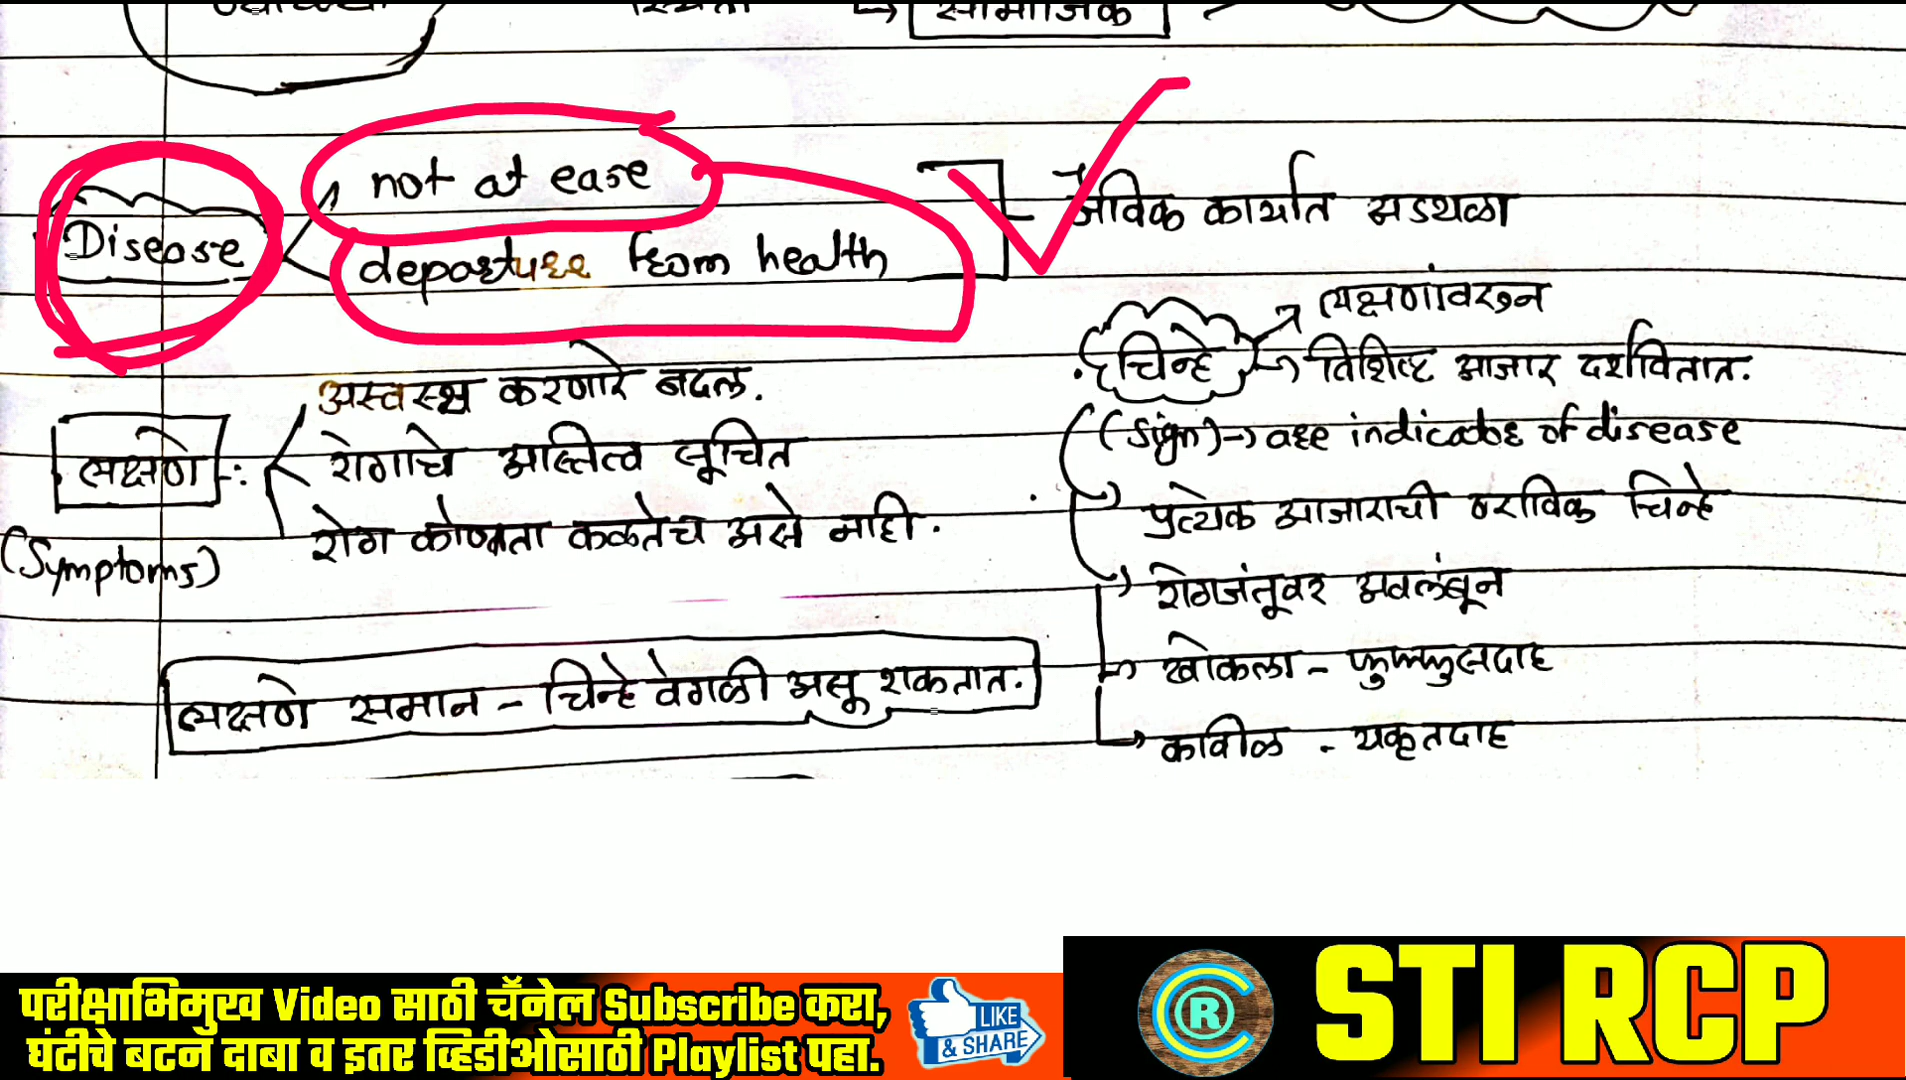 सामाजिक
Disease
not at ease
departure from health
जैविक कार्यात अडथळा
लक्षणे :-
(Symptoms)
अस्वस्थ करणारे बदल.
रोगाचे अस्तित्व सूचित
रोग कोणता कळतेच असे नाही.
लक्षणे समान - चिन्हे वेगळी असू शकतात.
चिन्हे
लक्षणांवरून
विशिष्ट आजार दर्शवितात.
(Sign) → are indicator of disease
प्रत्येक आजाराची ठराविक चिन्हे
रोगजंतूवर अवलंबून
खोकला - फुफ्फुसदाह
कावीळ - यकृतदाह
परीक्षाभिमुख Video साठी चॅनेल Subscribe करा,
घंटीचे बटन दाबा व इतर व्हिडीओसाठी Playlist पहा.
LIKE
& SHARE
CR
STI RCP